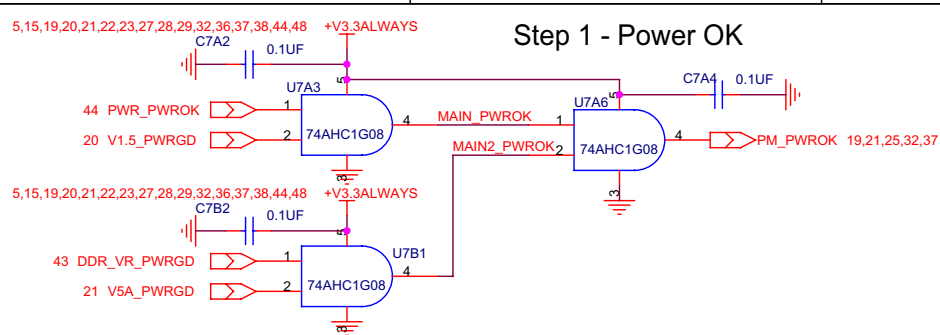 Step 1 - Power OK
5,15,19,20,21,22,23,27,28,29,32,36,37,38,44,48 +V3.3ALWAYS
C7A2
0.1UF
U7A3
5
44 PWR_PWROK
1
20 V1.5_PWRGD
2
74AHC1G08
4
3
MAIN_PWROK
MAIN2_PWROK
C7A4 0.1UF
U7A6
5
1
2
74AHC1G08
4
3
PM_PWROK 19,21,25,32,37
5,15,19,20,21,22,23,27,28,29,32,36,37,38,44,48 +V3.3ALWAYS
C7B2
0.1UF
U7B1
5
43 DDR_VR_PWRGD
1
21 V5A_PWRGD
2
74AHC1G08
4
3